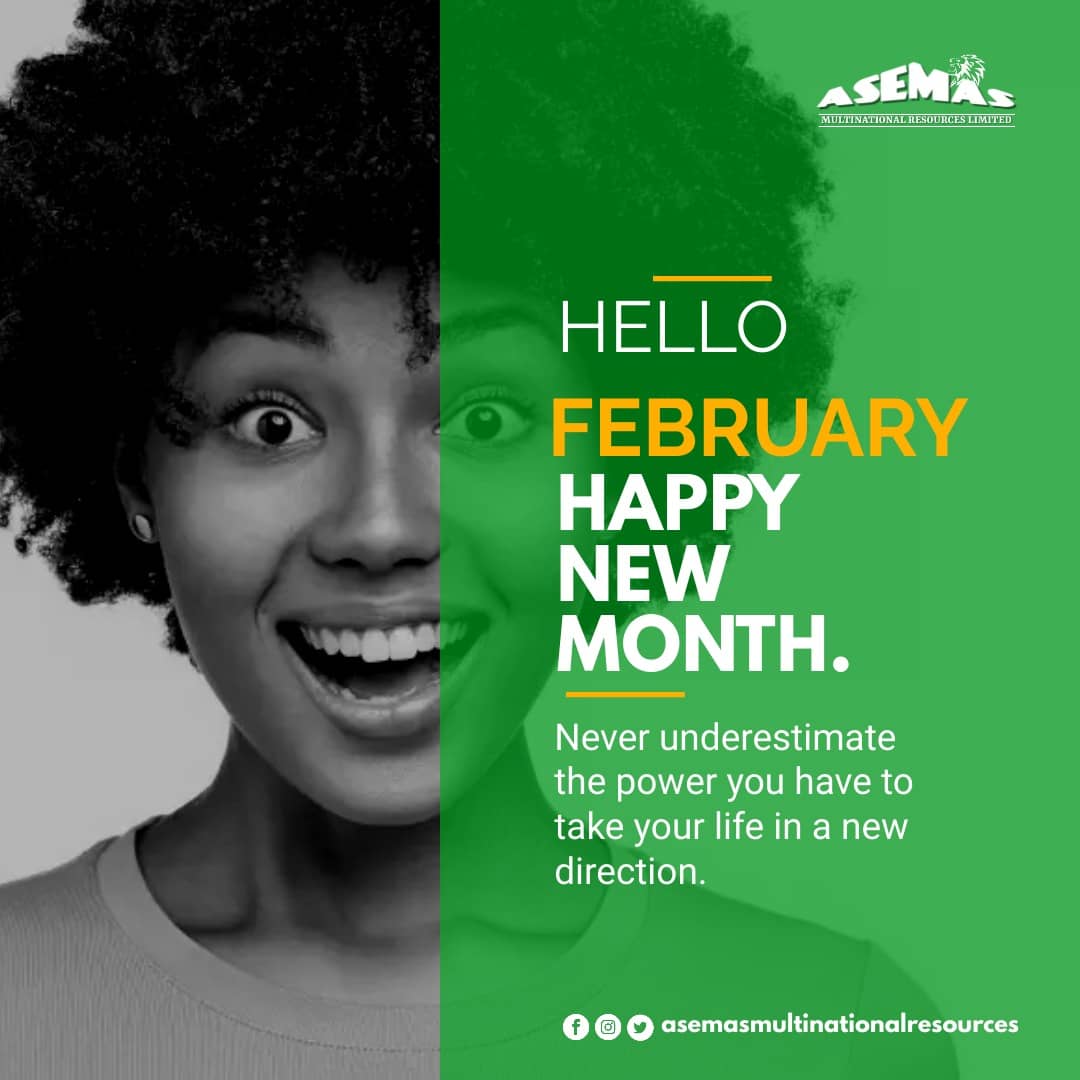 ASEMAS
MULTINATIONAL RESOURCES LIMITED
HELLO
FEBRUARY
HAPPY
NEW
MONTH.
Never underestimate
the power you have to
take your life in a new
direction.
asemasmultinationalresources